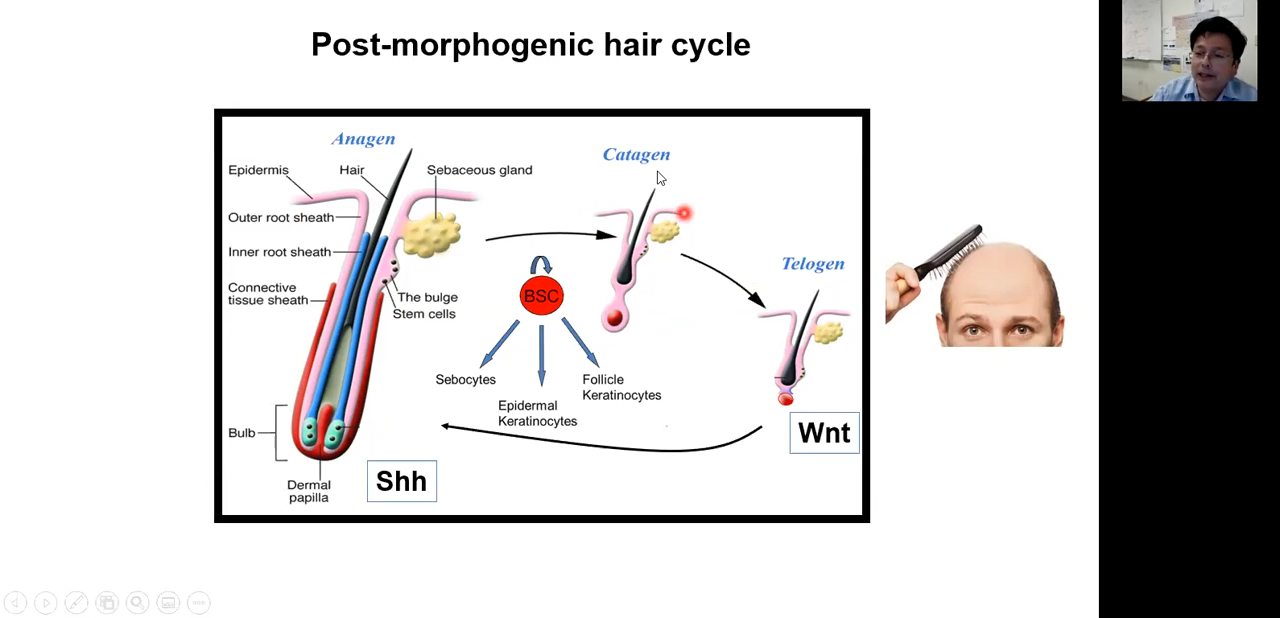 Post-morphogenic hair cycle
Anagen
Catagen
Telogen
Epidermis
Hair
Sebaceous gland
Outer root sheath
Inner root sheath
Connective
tissue sheath
The bulge
Stem cells
BSC
Sebocytes
Epidermal
Keratinocytes
Follicle
Keratinocytes
Bulb
Dermal
papilla
Shh
Wnt